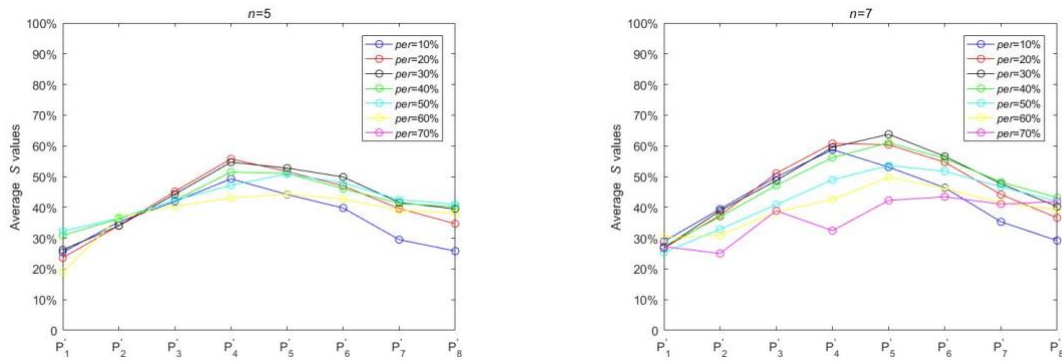 n=5
100%
90%
80%
70%
60%
50%
40%
30%
20%
10%
0
Average S values
per=10%
per=20%
per=30%
per=40%
per=50%
per=60%
per=70%
P'1 P'2 P'3 P'4 P'5 P'6 P'7 P'8
n=7
100%
90%
80%
70%
60%
50%
40%
30%
20%
10%
0
Average S values
per=10%
per=20%
per=30%
per=40%
per=50%
per=60%
per=70%
P'1 P'2 P'3 P'4 P'5 P'6 P'7 P'8